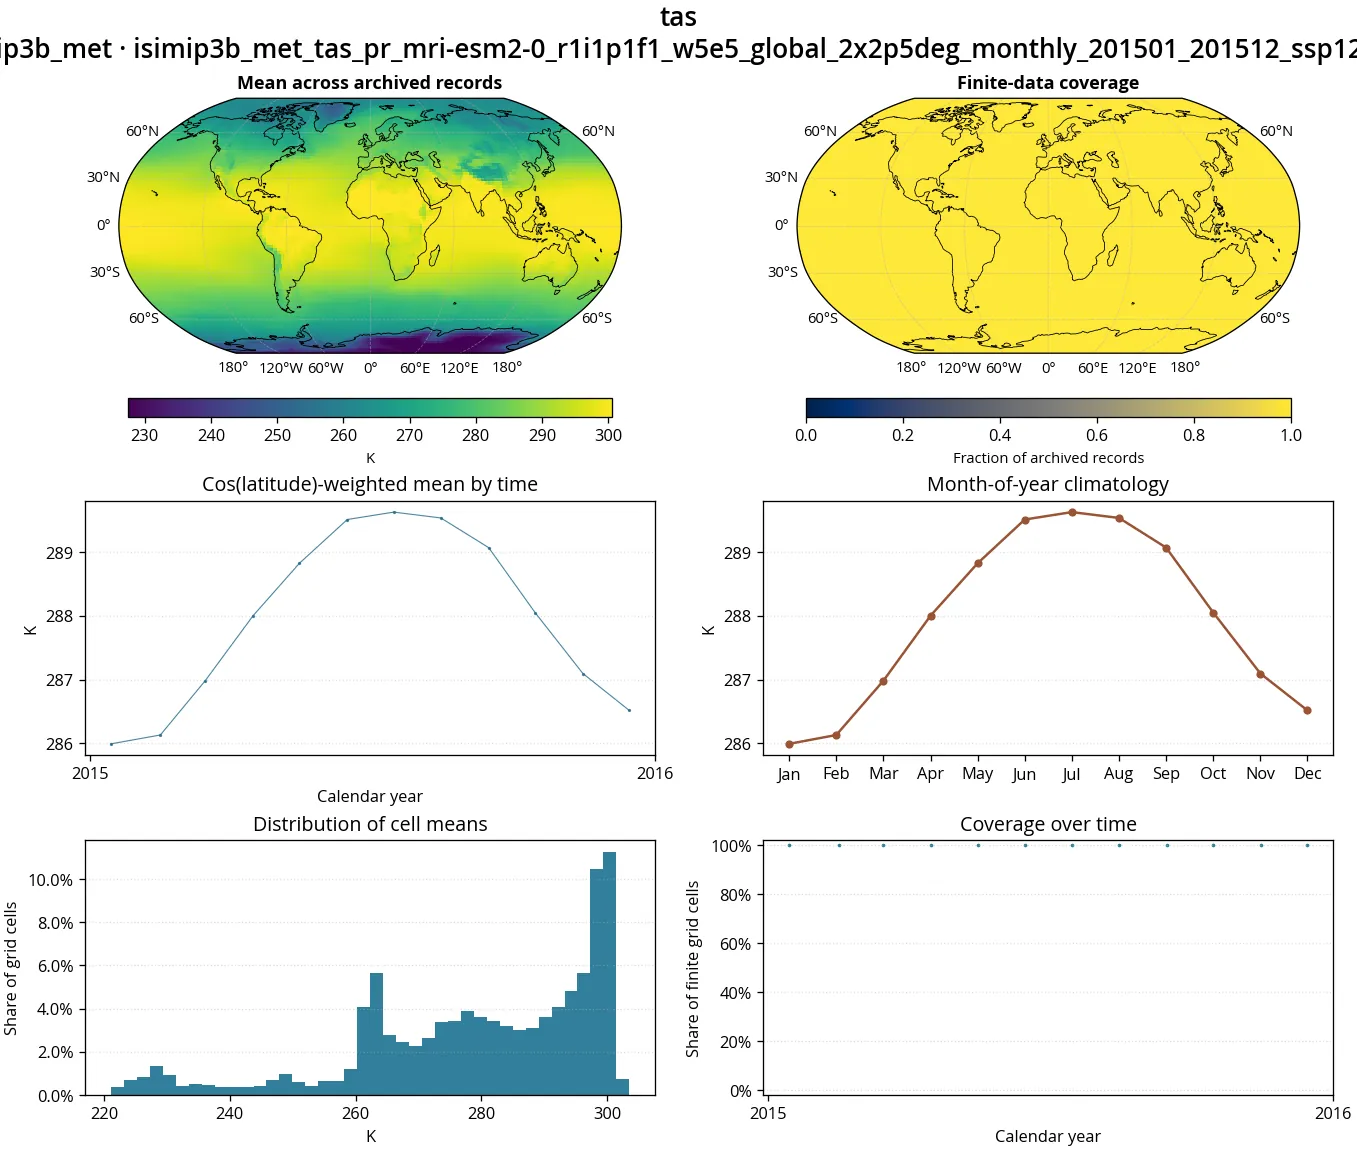 tas
ip3b_met · isimip3b_met_tas_pr_mri-esm2-0_r1i1p1f1_w5e5_global_2x2p5deg_monthly_201501_201512_ssp12
Mean across archived records
Finite-data coverage
60°N 60°N 60°N 60°N
30°N 30°N 30°N 30°N
0° 0° 0° 0°
30°S 30°S 30°S 30°S
60°S 60°S 60°S 60°S
180° 120°W 60°W 0° 60°E 120°E 180°
180° 120°W 60°W 0° 60°E 120°E 180°
230 240 250 260 270 280 290 300
K
0.0 0.2 0.4 0.6 0.8 1.0
Fraction of archived records
Cos(latitude)-weighted mean by time
K
289
288
287
286
2015 2016
Calendar year
Month-of-year climatology
K
289
288
287
286
Jan Feb Mar Apr May Jun Jul Aug Sep Oct Nov Dec
Distribution of cell means
Share of grid cells
10.0%
8.0%
6.0%
4.0%
2.0%
0.0%
220 240 260 280 300
K
Coverage over time
Share of finite grid cells
100%
80%
60%
40%
20%
0%
2015 2016
Calendar year